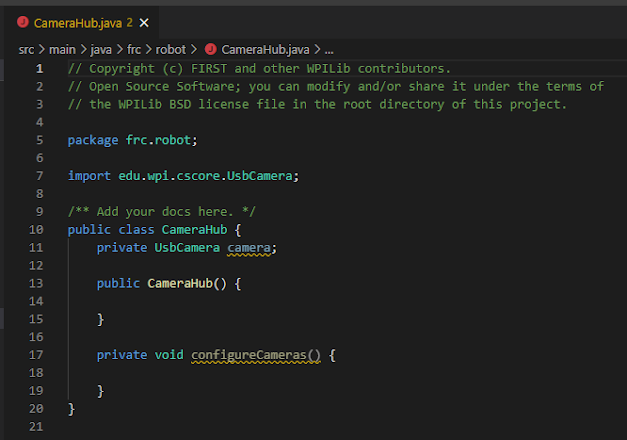 CameraHub.java 2 ×
src > main > java > frc > robot > CameraHub.java > ...
1 // Copyright (c) FIRST and other WPILib contributors.
2 // Open Source Software; you can modify and/or share it under the terms of
3 // the WPILib BSD license file in the root directory of this project.
4
5 package frc.robot;
6
7 import edu.wpi.cscore.UsbCamera;
8
9 /** Add your docs here. */
10 public class CameraHub {
11     private UsbCamera camera;
12
13     public CameraHub() {
14
15     }
16
17     private void configureCameras() {
18
19     }
20 }
21